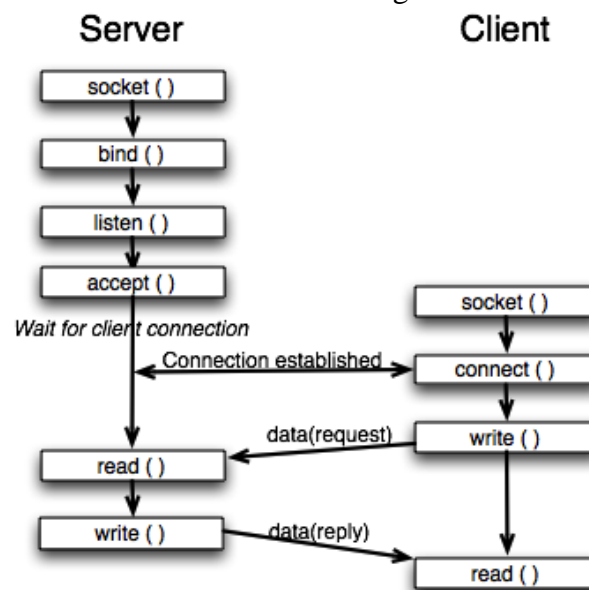 Server Client
socket ( )
bind ( )
listen ( )
accept ( )
Wait for client connection
socket ( )
Connection established
connect ( )
data(request)
write ( )
read ( )
write ( )
data(reply)
read ( )